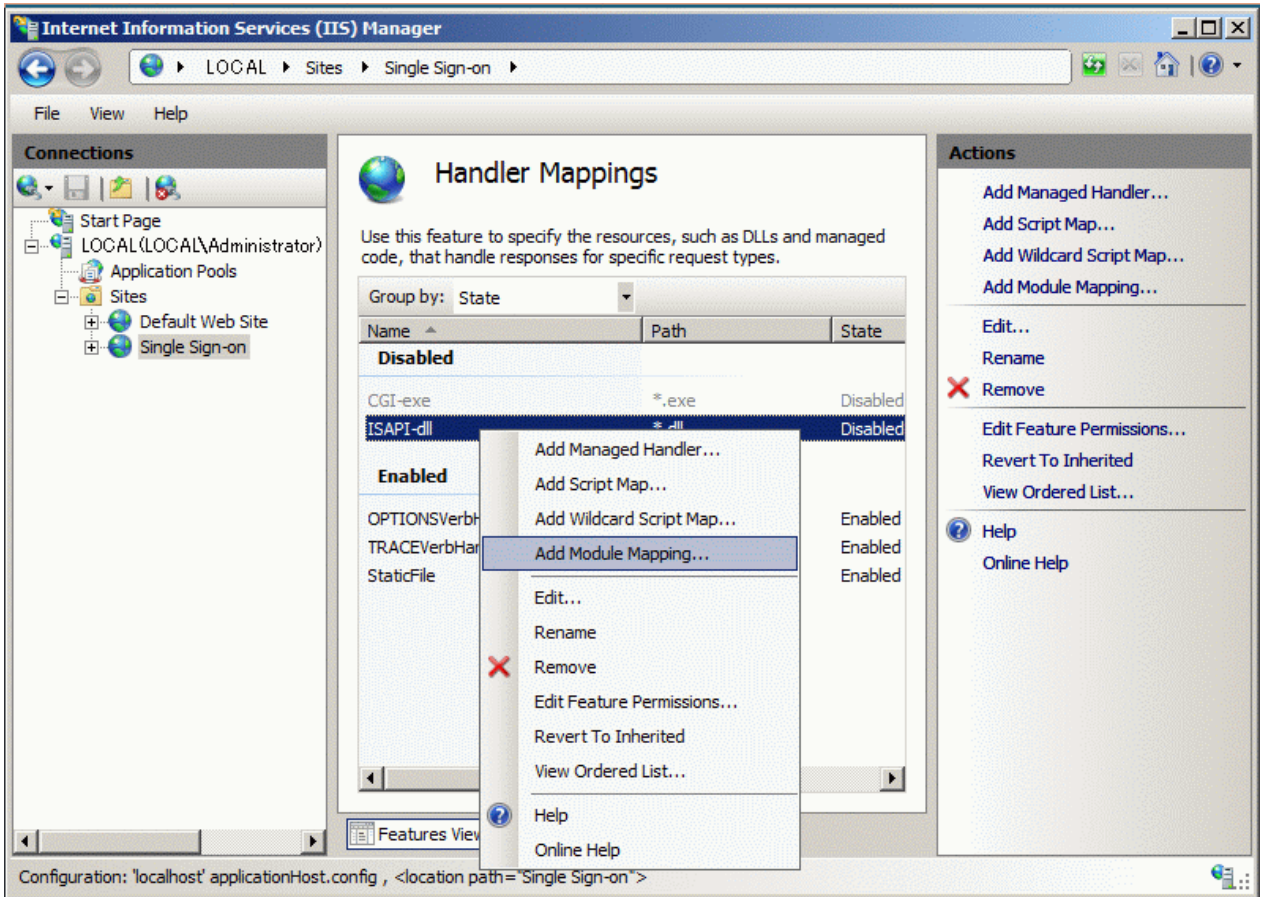 Internet Information Services (IIS) Manager
LOCAL Sites Single Sign-on
File View Help
Connections
Start Page
LOCAL(LOCAL\Administrator)
Application Pools
Sites
Default Web Site
Single Sign-on
Handler Mappings
Use this feature to specify the resources, such as DLLs and managed
code, that handle responses for specific request types.
Group by: State
Name Path State
Disabled
CGI-exe *.exe Disabled
ISAPI-dll *.dll Disabled
Enabled
OPTIONSVerbH Enabled
TRACEVerbHar Enabled
StaticFile Enabled
Add Managed Handler...
Add Script Map...
Add Wildcard Script Map...
Add Module Mapping...
Edit...
Rename
Remove
Edit Feature Permissions...
Revert To Inherited
View Ordered List...
Help
Online Help
Features View
Actions
Add Managed Handler...
Add Script Map...
Add Wildcard Script Map...
Add Module Mapping...
Edit...
Rename
Remove
Edit Feature Permissions...
Revert To Inherited
View Ordered List...
Help
Online Help
Configuration: 'localhost' applicationHost.config , <location path="Single Sign-on">